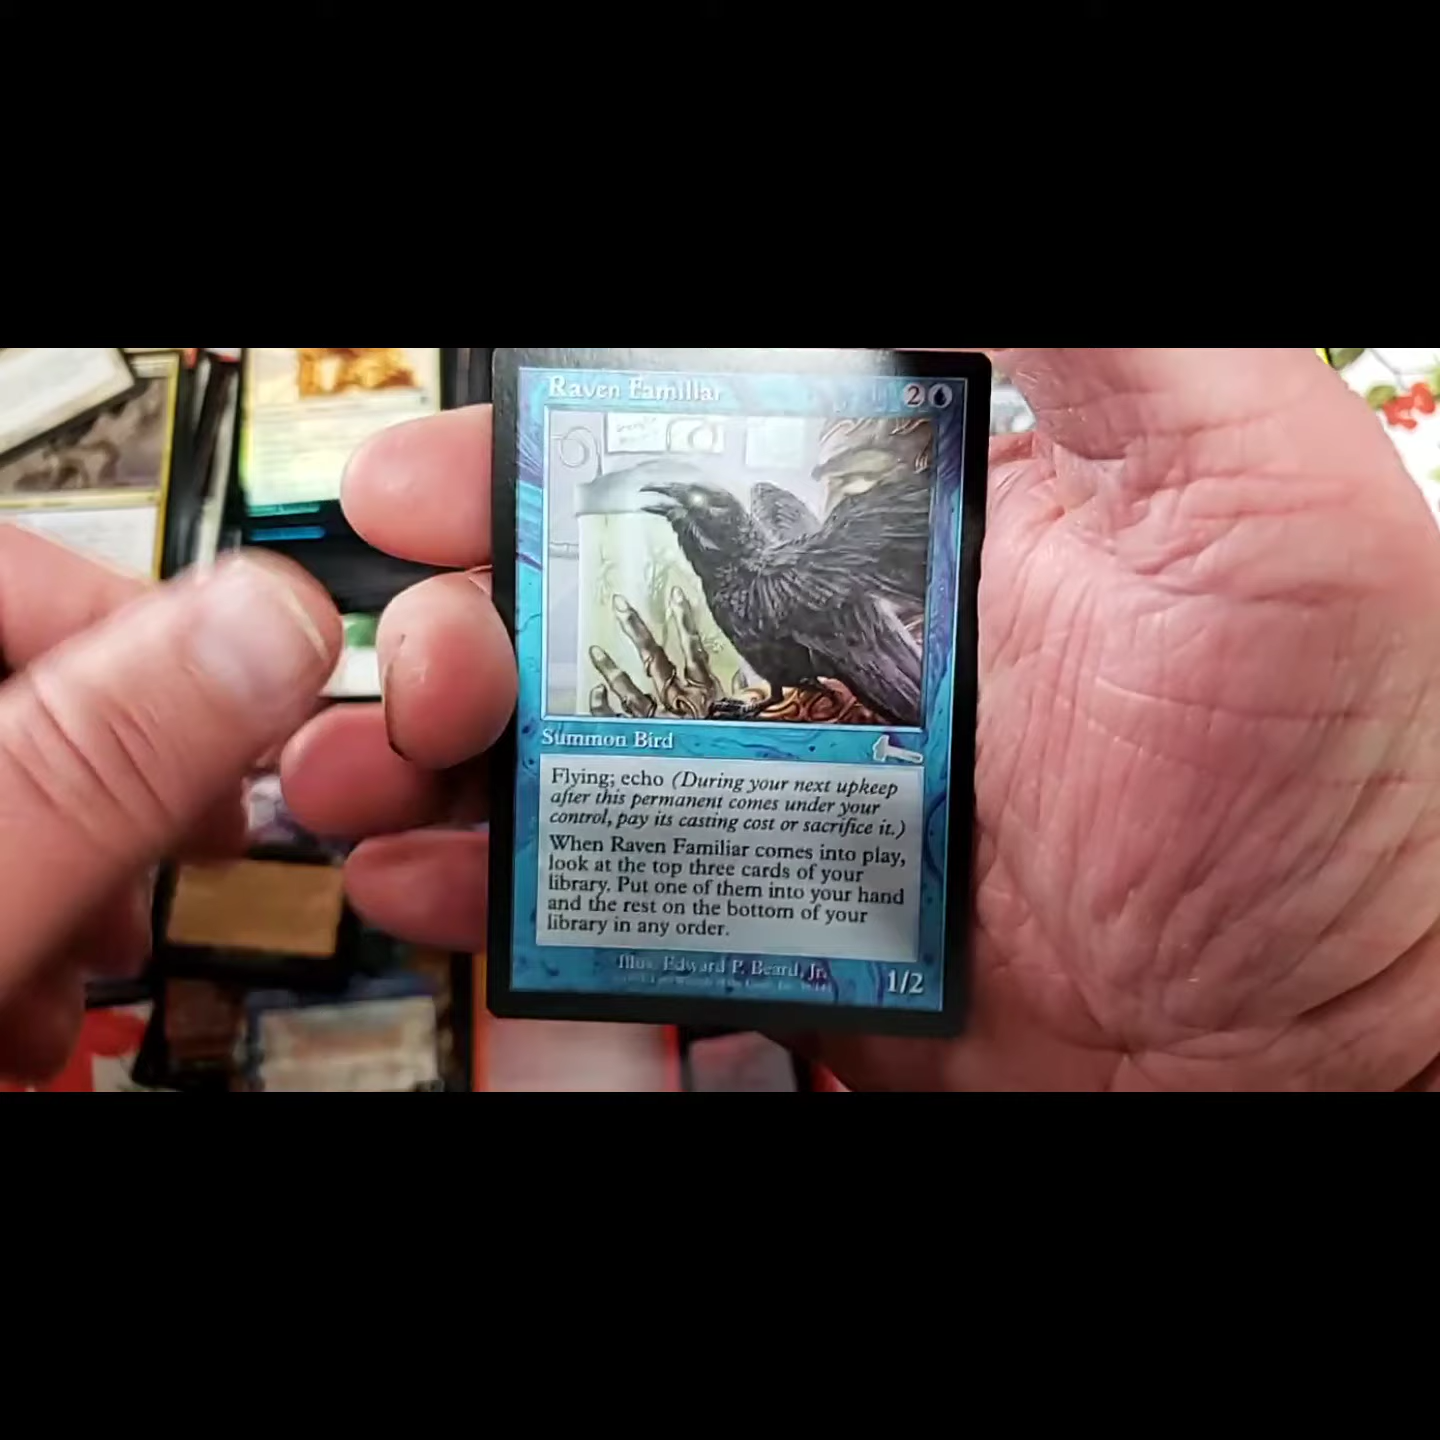 Raven Familiar 2
Summon Bird
Flying; echo (During your next upkeep
after this permanent comes under your
control, pay its casting cost or sacrifice it.)
When Raven Familiar comes into play,
look at the top three cards of your
library. Put one of them into your hand
and the rest on the bottom of your
library in any order.
Illus. Edward P. Beard, Jr.
1/2